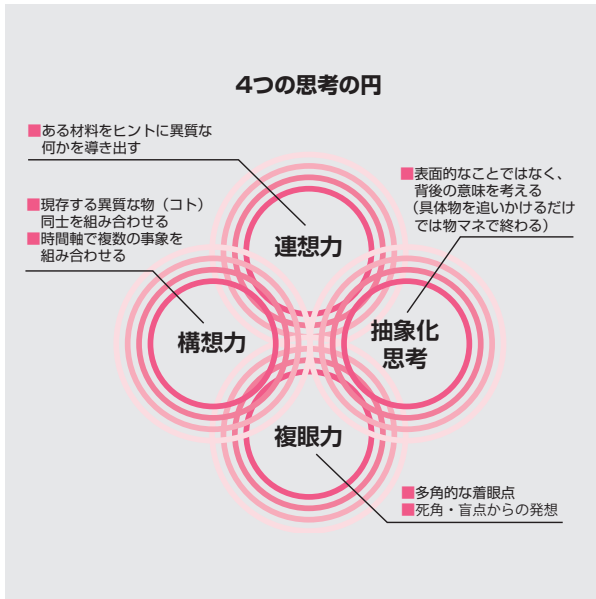 4つの思考の円
■ある材料をヒントに異質な
何かを導き出す
■現存する異質な物（コト）
同士を組み合わせる
■時間軸で複数の事象を
組み合わせる
■表面的なことではなく、
背後の意味を考える
（具体物を追いかけるだけ
では物マネで終わる）
連想力
構想力
抽象化
思考
複眼力
■多角的な着眼点
■死角・盲点からの発想